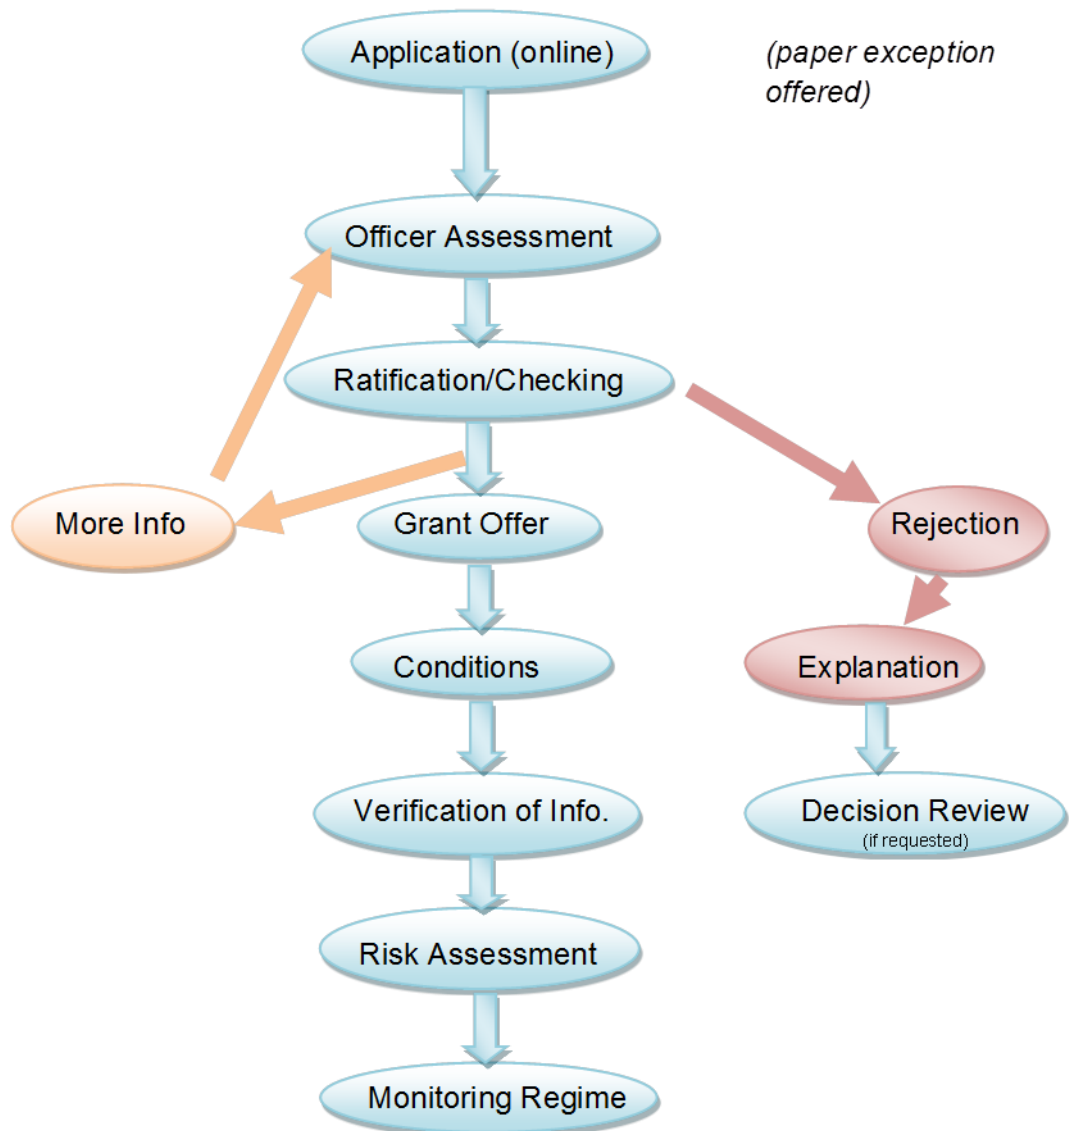 Application (online)
(paper exception
offered)
Officer Assessment
Ratification/Checking
More Info
Grant Offer
Rejection
Conditions
Explanation
Verification of Info.
Decision Review
(if requested)
Risk Assessment
Monitoring Regime